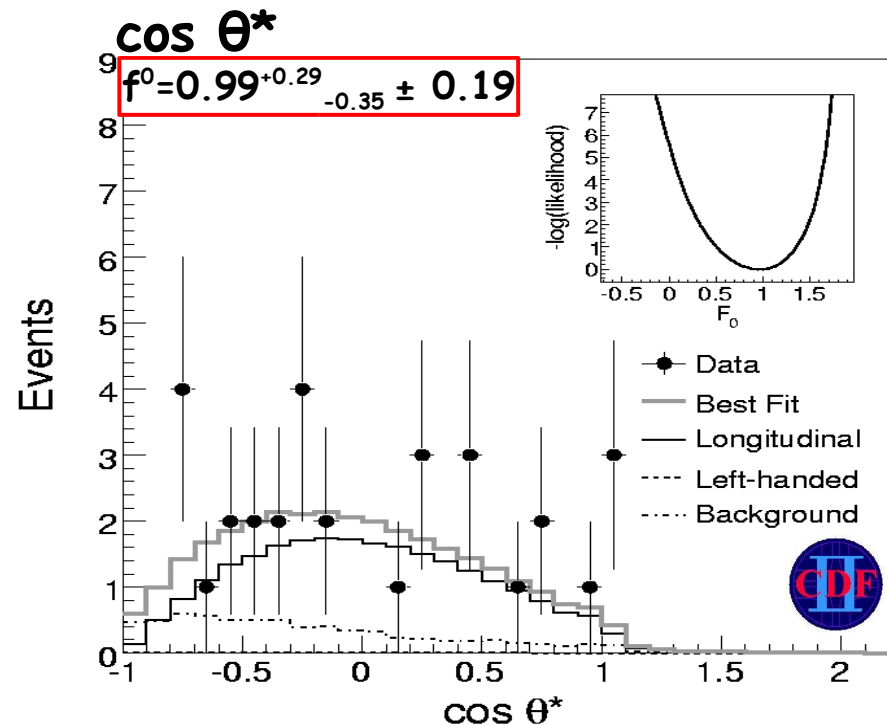 cos θ*
f⁰=0.99⁺⁰·²⁹₋₀.₃₅ ± 0.19
9
8
7
6
5
4
3
2
1
0
Events
-1 -0.5 0 0.5 1 1.5 2
cos θ*
7
6
5
4
3
2
1
0
-log(likelihood)
-0.5 0 0.5 1 1.5
F₀
Data
Best Fit
Longitudinal
Left-handed
Background
CDF
II